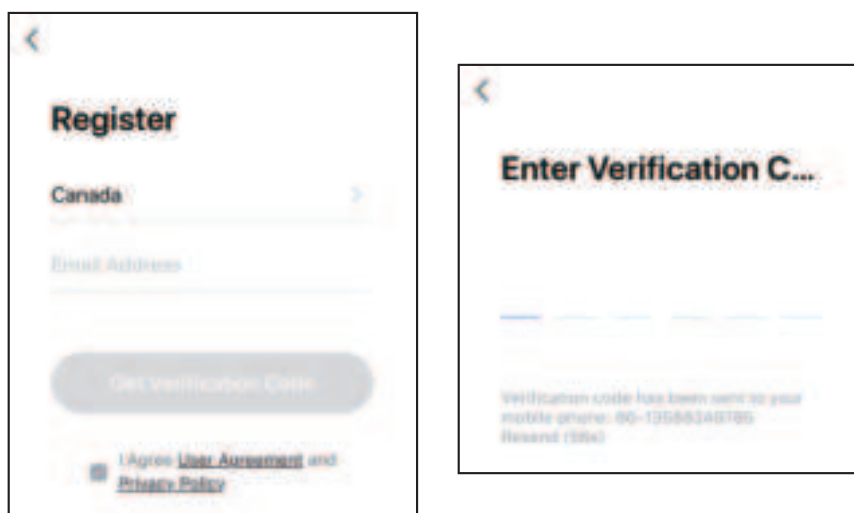 Register
Canada
Email Address
Get Verification Code
I Agree User Agreement and
Privacy Policy
Enter Verification C...
Verification code has been sent to your
mobile phone:
Resend